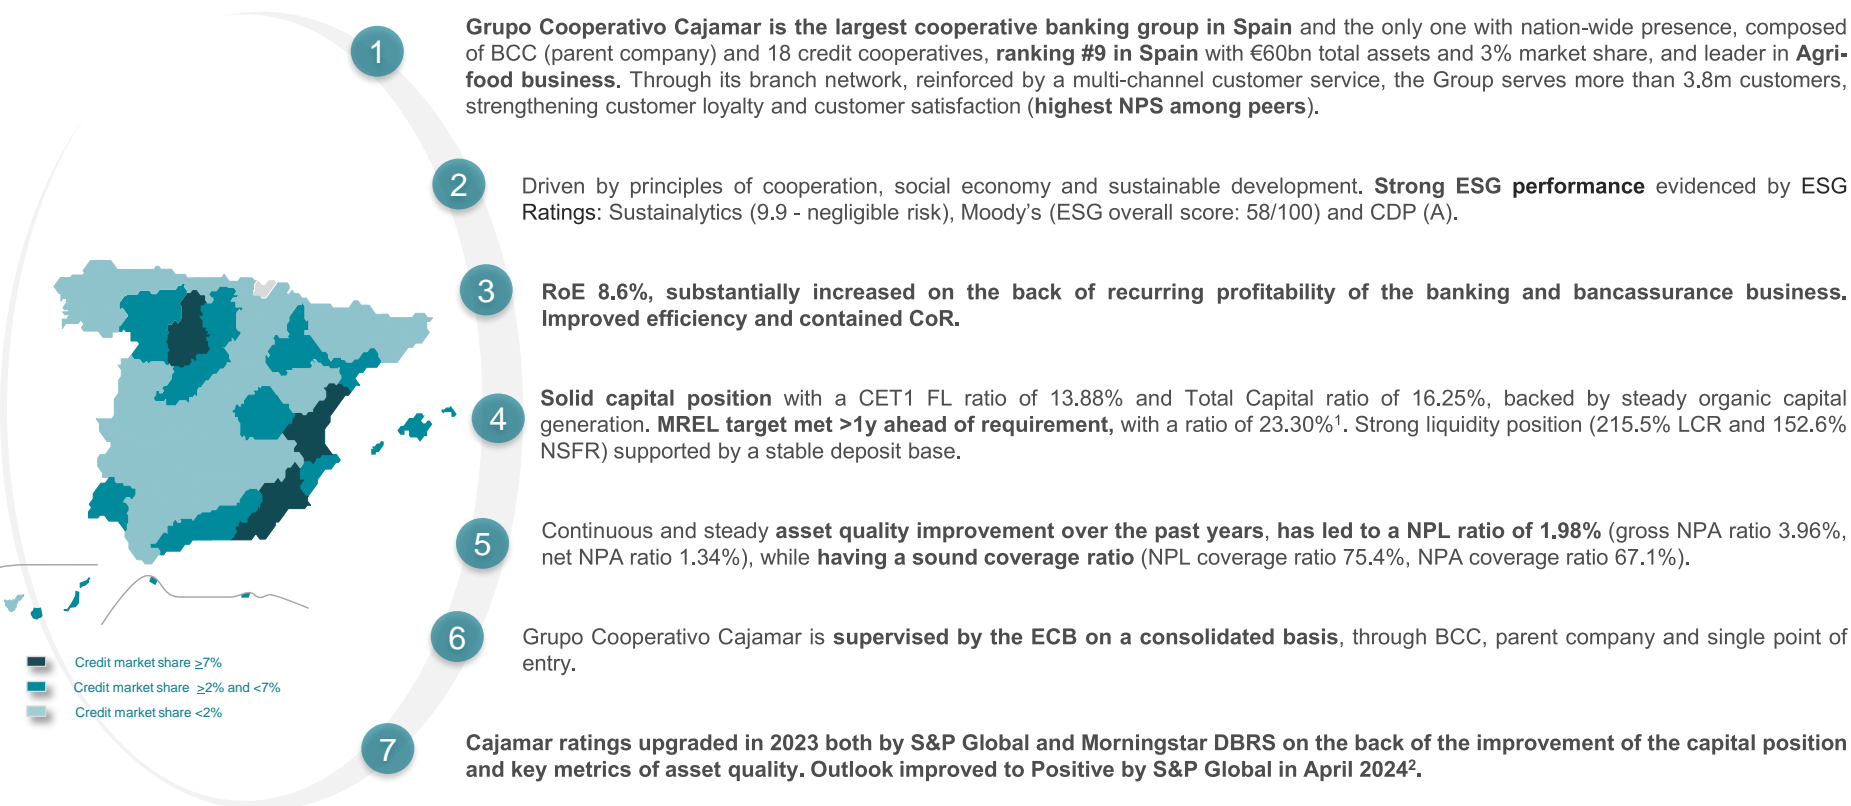 1
Grupo Cooperativo Cajamar is the largest cooperative banking group in Spain and the only one with nation-wide presence, composed
of BCC (parent company) and 18 credit cooperatives, ranking #9 in Spain with €60bn total assets and 3% market share, and leader in Agri-
food business. Through its branch network, reinforced by a multi-channel customer service, the Group serves more than 3.8m customers,
strengthening customer loyalty and customer satisfaction (highest NPS among peers).
2
Driven by principles of cooperation, social economy and sustainable development. Strong ESG performance evidenced by ESG
Ratings: Sustainalytics (9.9 - negligible risk), Moody's (ESG overall score: 58/100) and CDP (A).
3
RoE 8.6%, substantially increased on the back of recurring profitability of the banking and bancassurance business.
Improved efficiency and contained CoR.
4
Solid capital position with a CET1 FL ratio of 13.88% and Total Capital ratio of 16.25%, backed by steady organic capital
generation. MREL target met >1y ahead of requirement, with a ratio of 23.30%¹. Strong liquidity position (215.5% LCR and 152.6%
NSFR) supported by a stable deposit base.
5
Continuous and steady asset quality improvement over the past years, has led to a NPL ratio of 1.98% (gross NPA ratio 3.96%,
net NPA ratio 1.34%), while having a sound coverage ratio (NPL coverage ratio 75.4%, NPA coverage ratio 67.1%).
6
Grupo Cooperativo Cajamar is supervised by the ECB on a consolidated basis, through BCC, parent company and single point of
entry.
7
Cajamar ratings upgraded in 2023 both by S&P Global and Morningstar DBRS on the back of the improvement of the capital position
and key metrics of asset quality. Outlook improved to Positive by S&P Global in April 2024².
Credit market share ≥7%
Credit market share ≥2% and <7%
Credit market share <2%